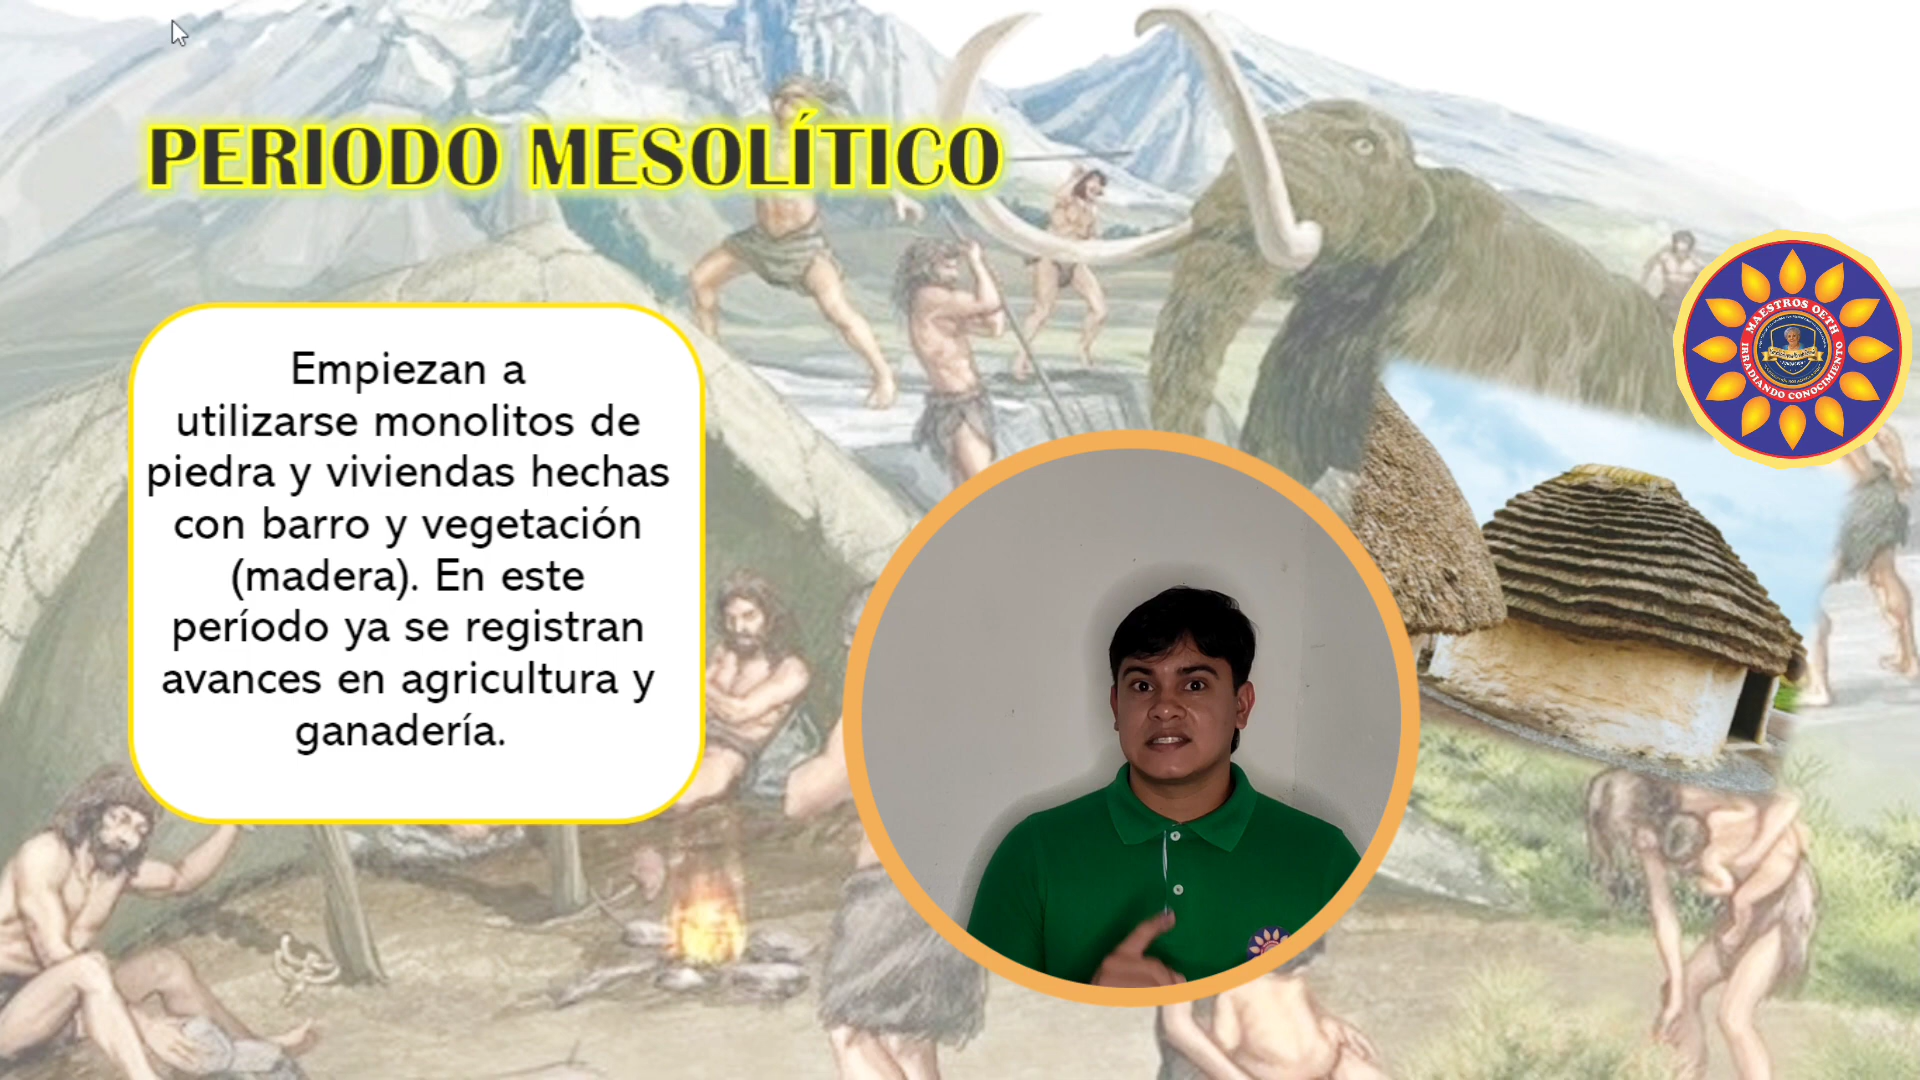 PERIODO MESOLÍTICO
Empiezan a
utilizarse monolitos de
piedra y viviendas hechas
con barro y vegetación
(madera). En este
período ya se registran
avances en agricultura y
ganadería.
MAESTROS OETH
IRRADIANDO CONOCIMIENTO